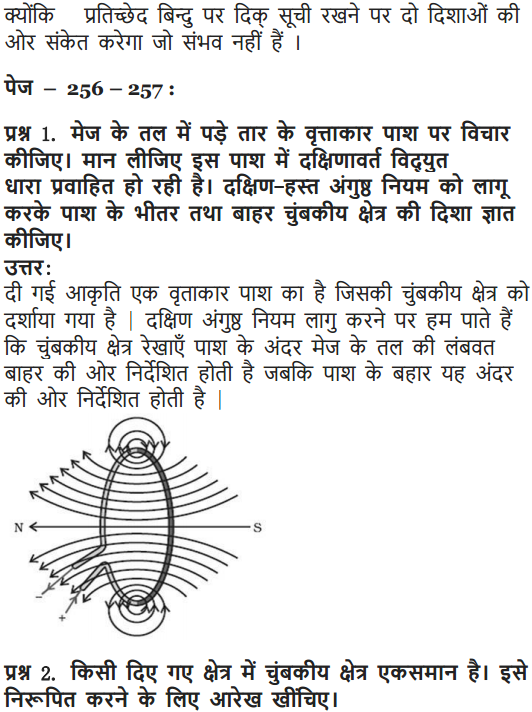 क्योंकि प्रतिच्छेद बिन्दु पर दिक् सूची रखने पर दो दिशाओं की
ओर संकेत करेगा जो संभव नहीं हैं ।
पेज – 256 – 257 :
प्रश्न 1. मेज के तल में पड़े तार के वृत्ताकार पाश पर विचार
कीजिए। मान लीजिए इस पाश में दक्षिणावर्त विद्युत
धारा प्रवाहित हो रही है। दक्षिण-हस्त अंगुष्ठ नियम को लागू
करके पाश के भीतर तथा बाहर चुंबकीय क्षेत्र की दिशा ज्ञात
कीजिए।
उत्तर:
दी गई आकृति एक वृताकार पाश का है जिसकी चुंबकीय क्षेत्र को
दर्शाया गया है | दक्षिण अंगुष्ठ नियम लागु करने पर हम पाते हैं
कि चुंबकीय क्षेत्र रेखाएँ पाश के अंदर मेज के तल की लंबवत
बाहर की ओर निर्देशित होती है जबकि पाश के बहार यह अंदर
की ओर निर्देशित होती है |
N S
–
+
प्रश्न 2. किसी दिए गए क्षेत्र में चुंबकीय क्षेत्र एकसमान है। इसे
निरूपित करने के लिए आरेख खींचिए।